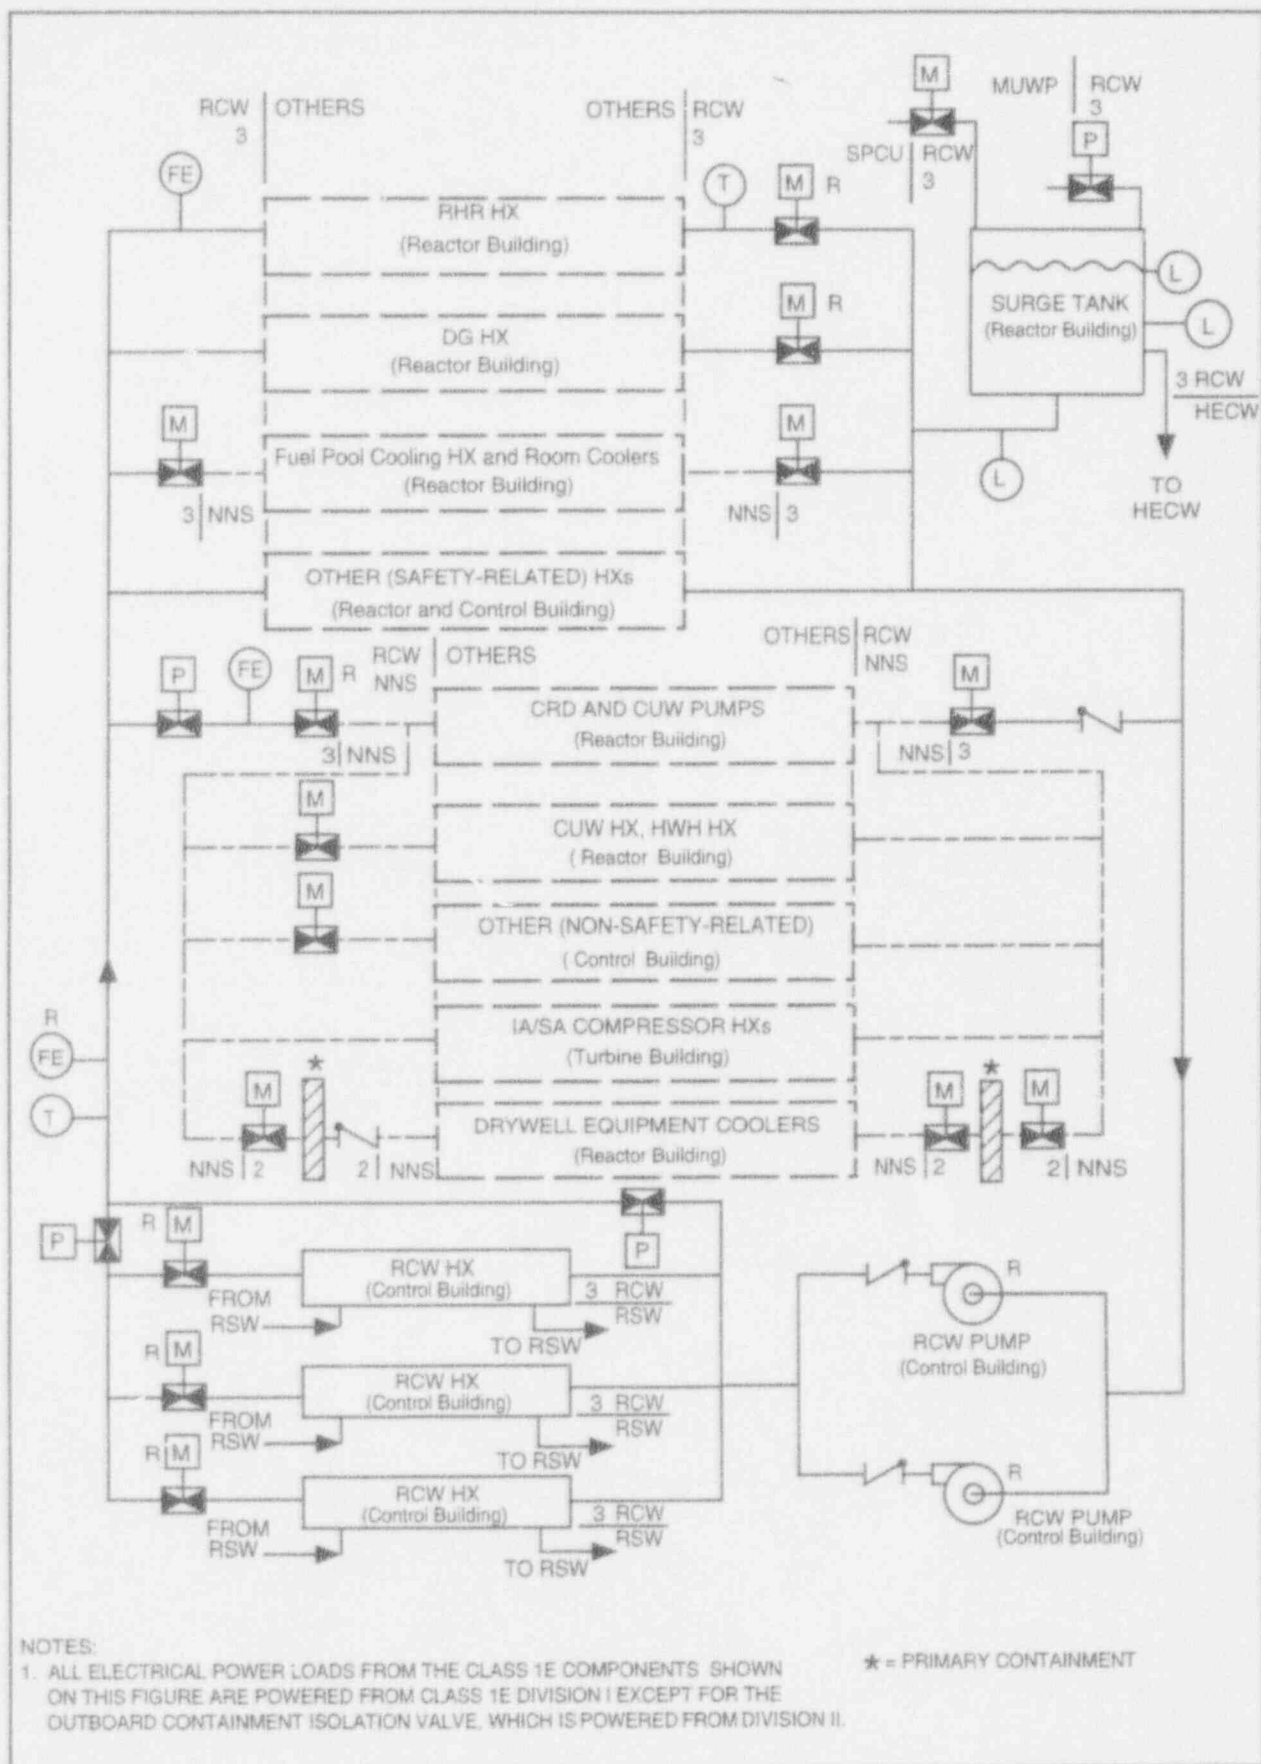 RCW | OTHERS
3
OTHERS | RCW
3
M
MUWP | RCW
3
P
SPCU | RCW
3
FE
T
M R
RHR HX
(Reactor Building)
M R
DG HX
(Reactor Building)
SURGE TANK
(Reactor Building)
L
L
L
3 RCW
HECW
TO
HECW
M
Fuel Pool Cooling HX and Room Coolers
(Reactor Building)
M
3 | NNS
NNS | 3
OTHER (SAFETY-RELATED) HXs
(Reactor and Control Building)
RCW | OTHERS
NNS
OTHERS | RCW
NNS
P
FE
M R
M
CRD AND CUW PUMPS
(Reactor Building)
3 | NNS
NNS | 3
M
CUW HX, HWH HX
( Reactor Building)
M
OTHER (NON-SAFETY-RELATED)
( Control Building)
IA/SA COMPRESSOR HXs
(Turbine Building)
R
FE
T
M
*
DRYWELL EQUIPMENT COOLERS
(Reactor Building)
M
*
M
NNS | 2
2 | NNS
NNS | 2
2 | NNS
P
P
R M
RCW HX
(Control Building)
FROM
RSW
TO RSW
3 RCW
RSW
R M
RCW HX
(Control Building)
FROM
RSW
TO RSW
3 RCW
RSW
R M
RCW HX
(Control Building)
FROM
RSW
TO RSW
3 RCW
RSW
R
RCW PUMP
(Control Building)
R
RCW PUMP
(Control Building)
NOTES:
1. ALL ELECTRICAL POWER LOADS FROM THE CLASS 1E COMPONENTS SHOWN
ON THIS FIGURE ARE POWERED FROM CLASS 1E DIVISION I EXCEPT FOR THE
OUTBOARD CONTAINMENT ISOLATION VALVE, WHICH IS POWERED FROM DIVISION II.
* = PRIMARY CONTAINMENT